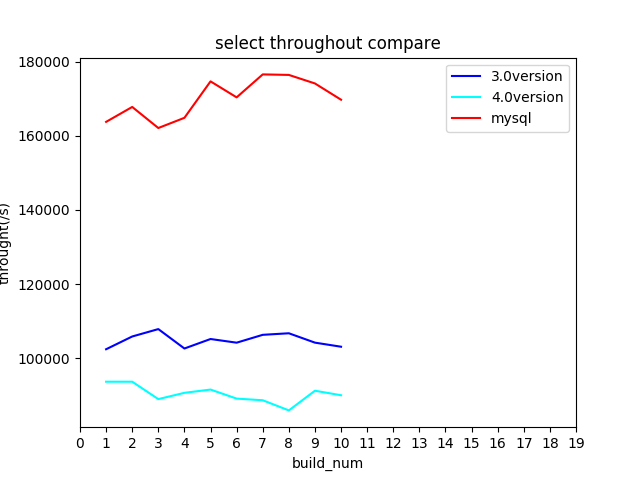 select throughout compare
3.0version
4.0version
mysql
180000
160000
140000
120000
100000
throught(/s)
0 1 2 3 4 5 6 7 8 9 10 11 12 13 14 15 16 17 18 19
build_num